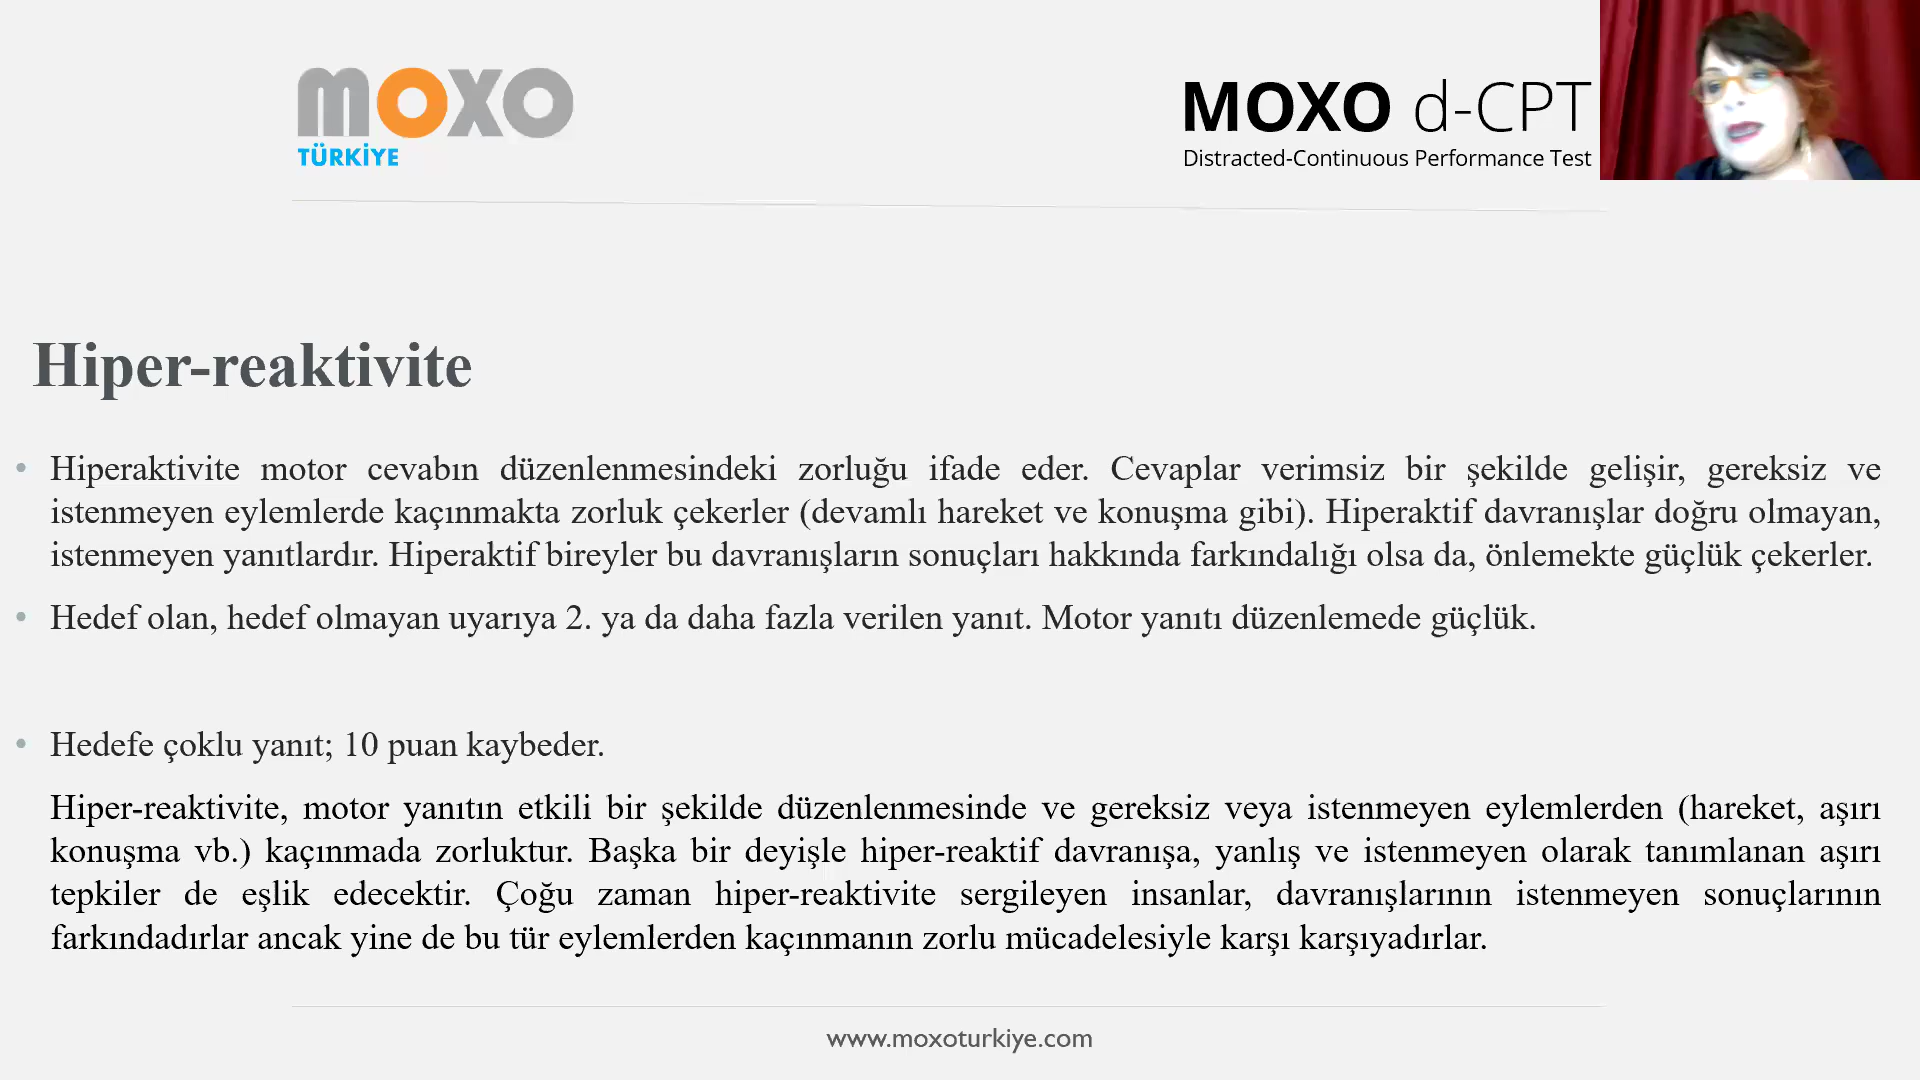 moxo
TÜRKİYE
MOXO d-CPT
Distracted-Continuous Performance Test
Hiper-reaktivite
• Hiperaktivite motor cevabın düzenlenmesindeki zorluğu ifade eder. Cevaplar verimsiz bir şekilde gelişir, gereksiz ve
istenmeyen eylemlerde kaçınmakta zorluk çekerler (devamlı hareket ve konuşma gibi). Hiperaktif davranışlar doğru olmayan,
istenmeyen yanıtlardır. Hiperaktif bireyler bu davranışların sonuçları hakkında farkındalığı olsa da, önlemekte güçlük çekerler.
• Hedef olan, hedef olmayan uyarıya 2. ya da daha fazla verilen yanıt. Motor yanıtı düzenlemede güçlük.
• Hedefe çoklu yanıt; 10 puan kaybeder.
Hiper-reaktivite, motor yanıtın etkili bir şekilde düzenlenmesinde ve gereksiz veya istenmeyen eylemlerden (hareket, aşırı
konuşma vb.) kaçınmada zorluktur. Başka bir deyişle hiper-reaktif davranışa, yanlış ve istenmeyen olarak tanımlanan aşırı
tepkiler de eşlik edecektir. Çoğu zaman hiper-reaktivite sergileyen insanlar, davranışlarının istenmeyen sonuçlarının
farkındadırlar ancak yine de bu tür eylemlerden kaçınmanın zorlu mücadelesiyle karşı karşıyadırlar.
www.moxoturkiye.com